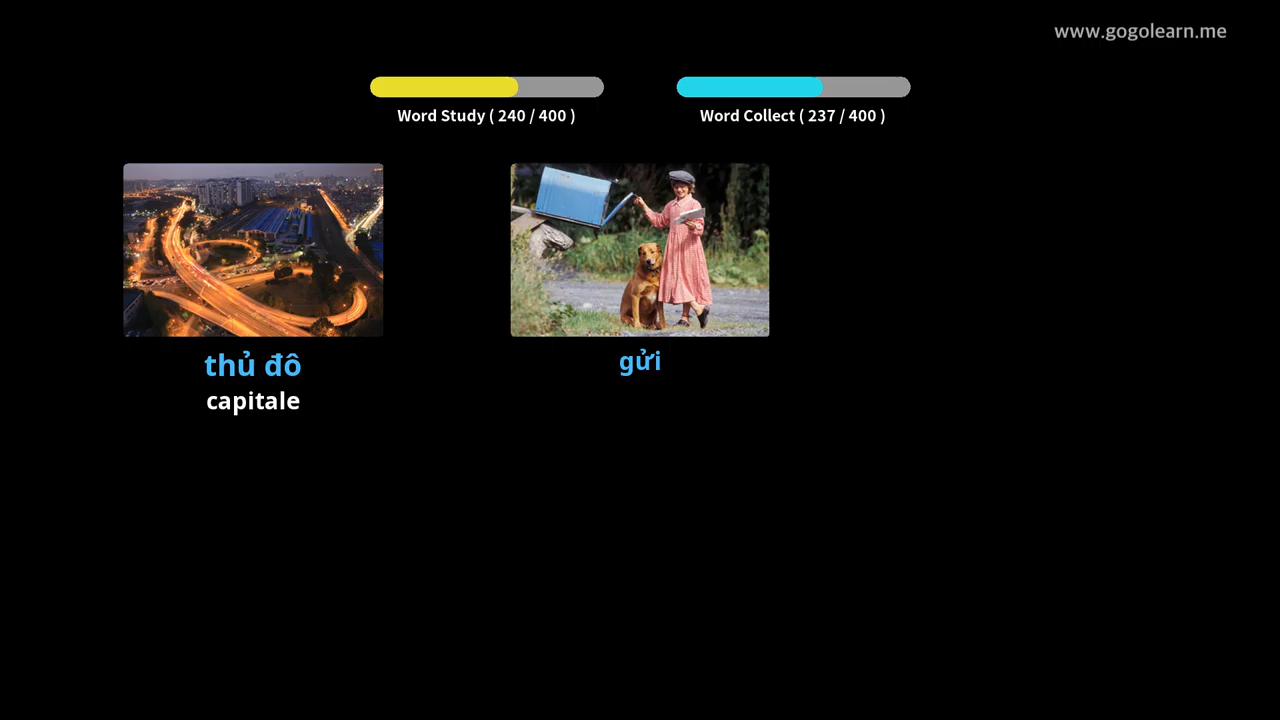 www.gogolearn.me
Word Study ( 240 / 400 )
Word Collect ( 237 / 400 )
thủ đô
capitale
gửi